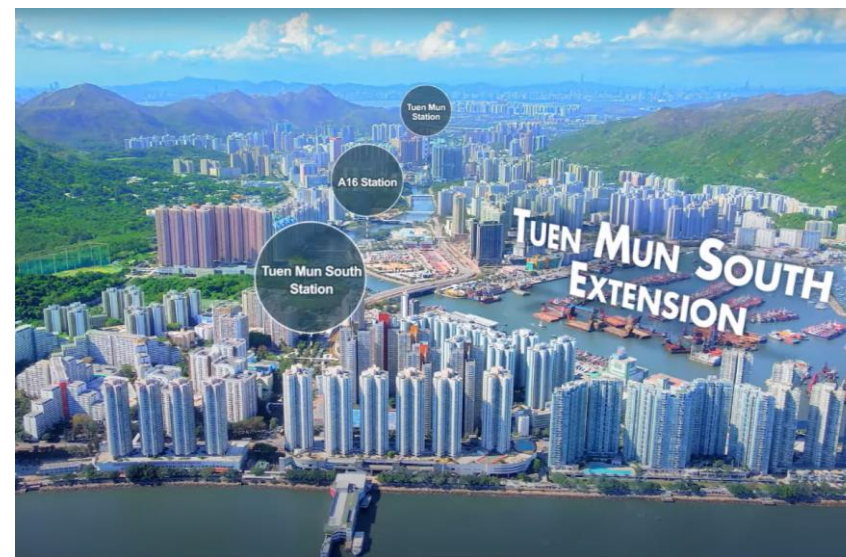 Tuen Mun
Station
A16 Station
Tuen Mun South
Station
TUEN MUN SOUTH
EXTENSION